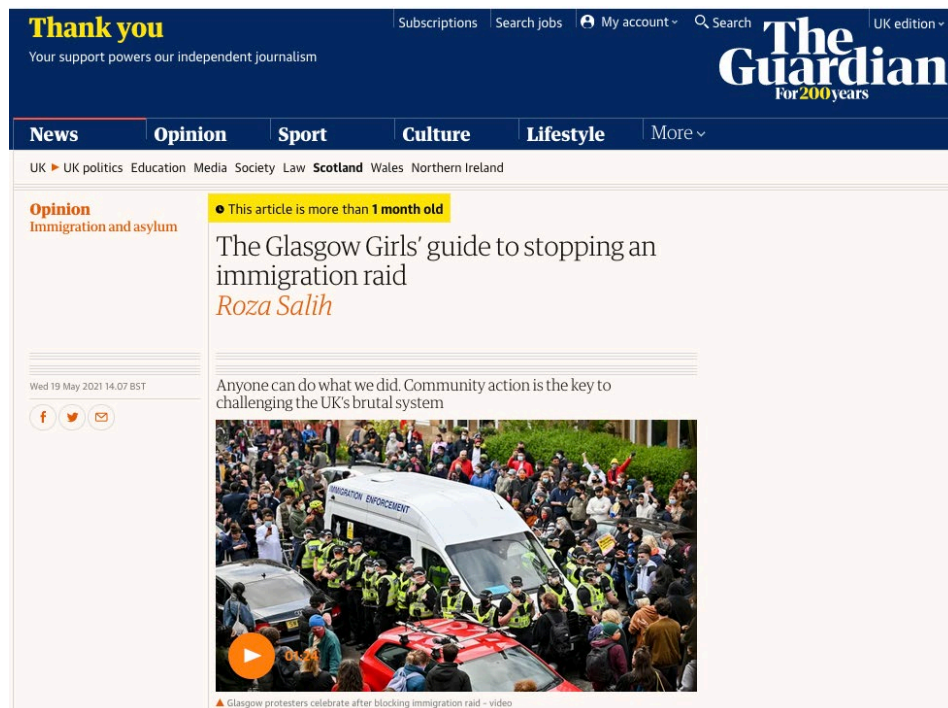 Thank you
Your support powers our independent journalism
Subscriptions
Search jobs
My account
Search
UK edition
The
Guardian
For 200 years
News
Opinion
Sport
Culture
Lifestyle
More
UK
UK politics
Education
Media
Society
Law
Scotland
Wales
Northern Ireland
Opinion
Immigration and asylum
This article is more than 1 month old
The Glasgow Girls' guide to stopping an
immigration raid
Roza Salih
Wed 19 May 2021 14.07 BST
Anyone can do what we did. Community action is the key to
challenging the UK's brutal system
IMMIGRATION ENFORCEMENT
Glasgow protesters celebrate after blocking immigration raid – video